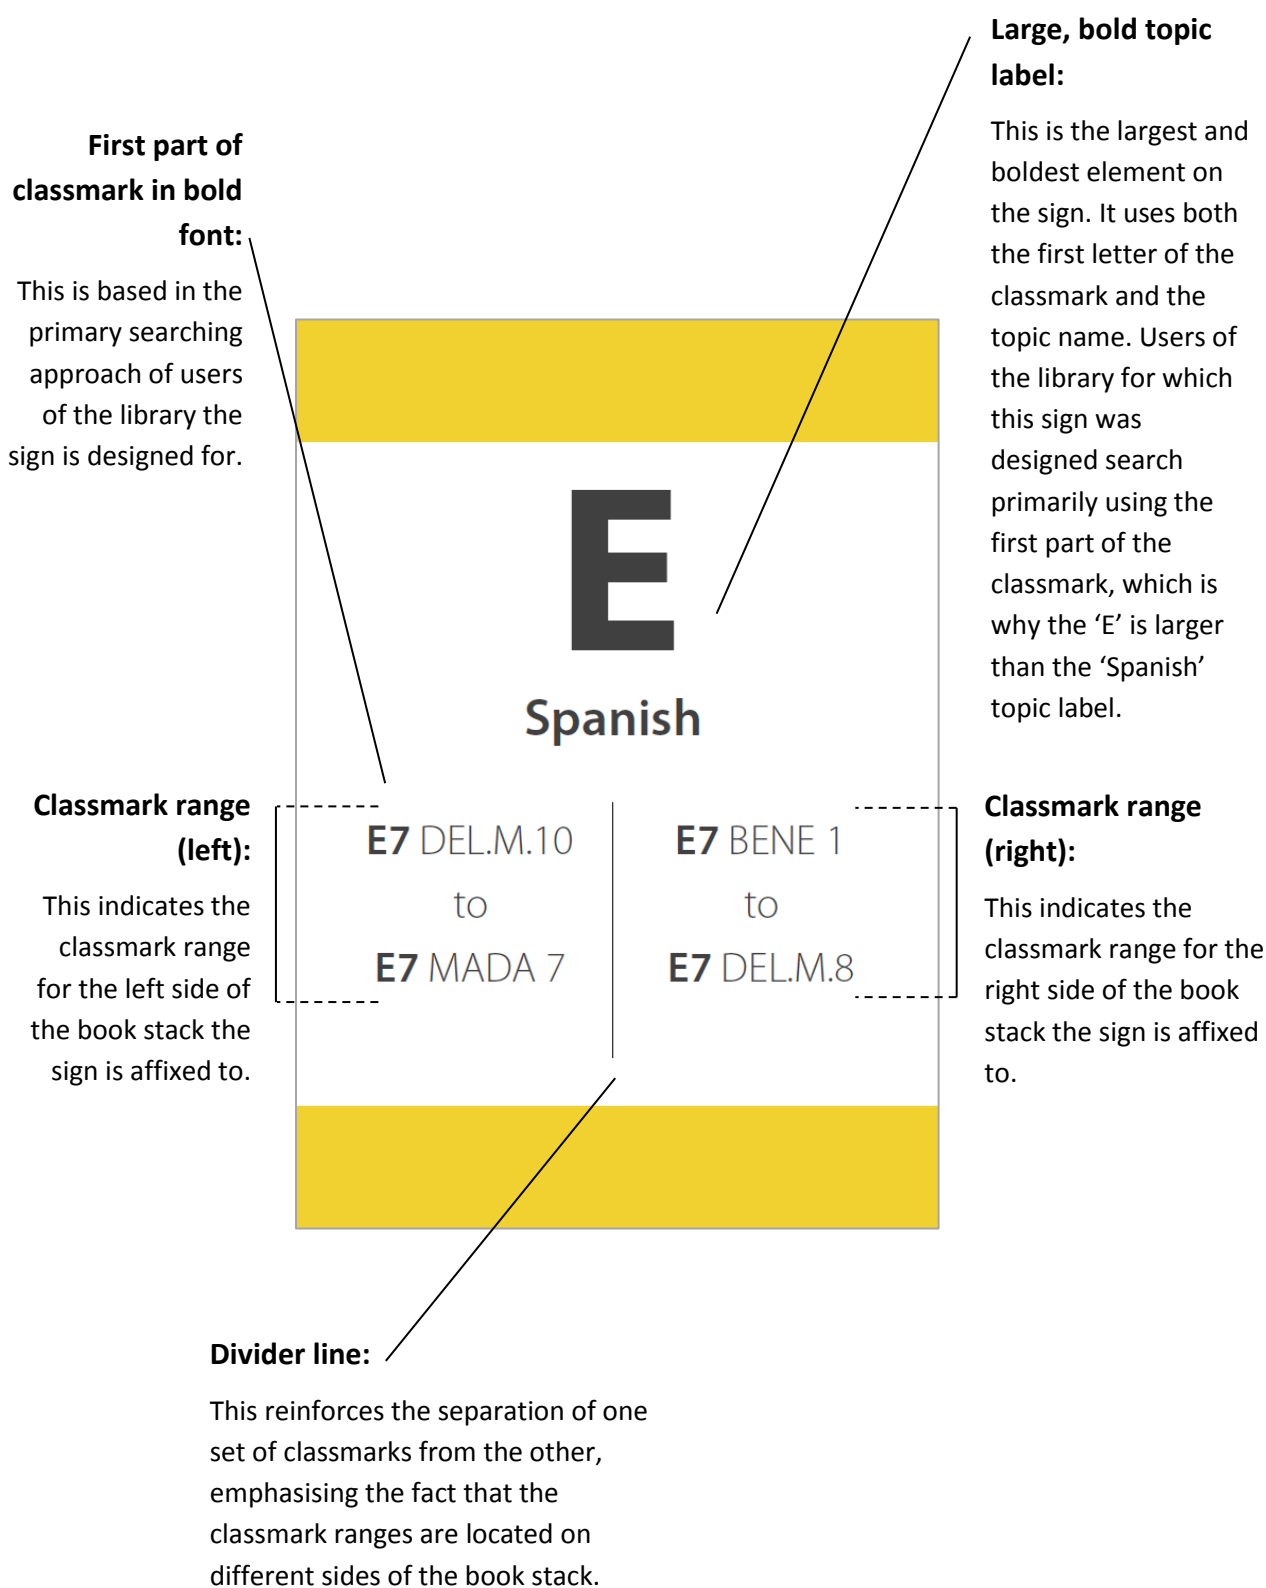 Large, bold topic
label:
This is the largest and
boldest element on
the sign. It uses both
the first letter of the
classmark and the
topic name. Users of
the library for which
this sign was
designed search
primarily using the
first part of the
classmark, which is
why the ‘E’ is larger
than the ‘Spanish’
topic label.
First part of
classmark in bold
font:
This is based in the
primary searching
approach of users
of the library the
sign is designed for.
E
Spanish
Classmark range
(left):
This indicates the
classmark range
for the left side of
the book stack the
sign is affixed to.
E7 DEL.M.10
to
E7 MADA 7
E7 BENE 1
to
E7 DEL.M.8
Classmark range
(right):
This indicates the
classmark range for the
right side of the book
stack the sign is affixed
to.
Divider line:
This reinforces the separation of one
set of classmarks from the other,
emphasising the fact that the
classmark ranges are located on
different sides of the book stack.